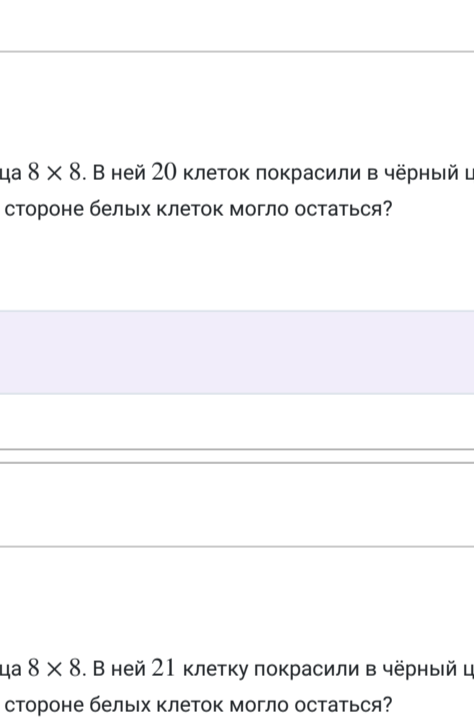 ца 8 × 8. В ней 20 клеток покрасили в чёрный ц
стороне белых клеток могло остаться?
ца 8 × 8. В ней 21 клетку покрасили в чёрный ц
стороне белых клеток могло остаться?